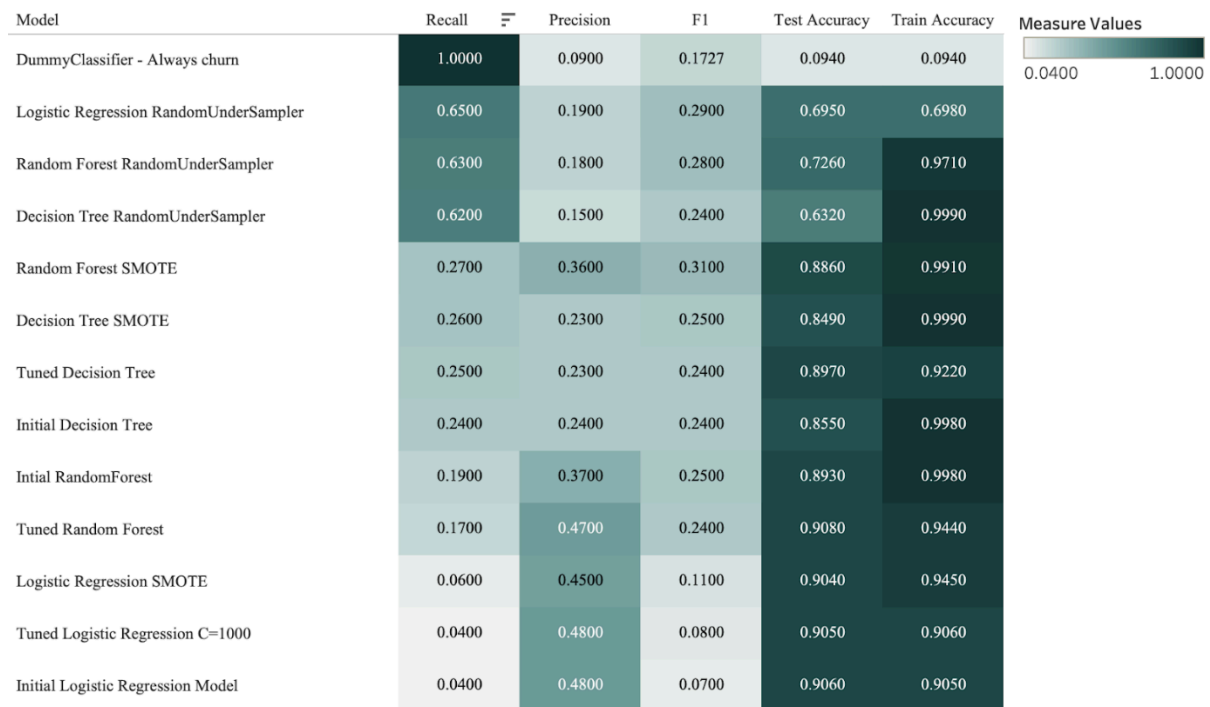 Model Recall Precision F1 Test Accuracy Train Accuracy
Measure Values
0.0400 1.0000
DummyClassifier - Always churn 1.0000 0.0900 0.1727 0.0940 0.0940
Logistic Regression RandomUnderSampler 0.6500 0.1900 0.2900 0.6950 0.6980
Random Forest RandomUnderSampler 0.6300 0.1800 0.2800 0.7260 0.9710
Decision Tree RandomUnderSampler 0.6200 0.1500 0.2400 0.6320 0.9990
Random Forest SMOTE 0.2700 0.3600 0.3100 0.8860 0.9910
Decision Tree SMOTE 0.2600 0.2300 0.2500 0.8490 0.9990
Tuned Decision Tree 0.2500 0.2300 0.2400 0.8970 0.9220
Initial Decision Tree 0.2400 0.2400 0.2400 0.8550 0.9980
Intial RandomForest 0.1900 0.3700 0.2500 0.8930 0.9980
Tuned Random Forest 0.1700 0.4700 0.2400 0.9080 0.9440
Logistic Regression SMOTE 0.0600 0.4500 0.1100 0.9040 0.9450
Tuned Logistic Regression C=1000 0.0400 0.4800 0.0800 0.9050 0.9060
Initial Logistic Regression Model 0.0400 0.4800 0.0700 0.9060 0.9050